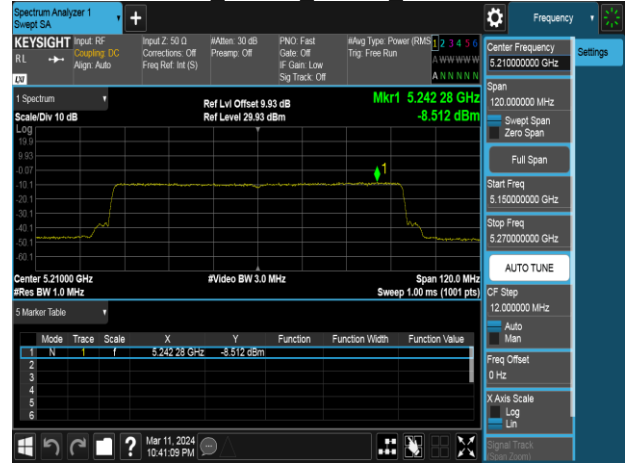 Spectrum Analyzer 1
Swept SA
Frequency
KEYSIGHT
Input: RF
Coupling: DC
Align: Auto
Input Z: 50 Ω
Corrections: Off
Freq Ref: Int (S)
#Atten: 30 dB
Preamp: Off
PNO: Fast
Gate: Off
IF Gain: Low
Sig Track: Off
#Avg Type: Power (RMS
Trig: Free Run
1 2 3 4 5 6
A W W W W W
A N N N N N
R L
LXI
Center Frequency
5.210000000 GHz
Settings
Span
120.000000 MHz
Swept Span
Zero Span
Full Span
Start Freq
5.150000000 GHz
Stop Freq
5.270000000 GHz
AUTO TUNE
CF Step
12.000000 MHz
Auto
Man
Freq Offset
0 Hz
X Axis Scale
Log
Lin
Signal Track
(Span Zoom)
1 Spectrum
Scale/Div 10 dB
Ref Lvl Offset 9.93 dB
Ref Level 29.93 dBm
Mkr1 5.242 28 GHz
-8.512 dBm
Log
19.9
9.93
-0.07
-10.1
-20.1
-30.1
-40.1
-50.1
-60.1
1
Center 5.21000 GHz
#Video BW 3.0 MHz
Span 120.0 MHz
#Res BW 1.0 MHz
Sweep 1.00 ms (1001 pts)
5 Marker Table
Mode Trace Scale X Y Function Function Width Function Value
1 N 1 f 5.242 28 GHz -8.512 dBm
2
3
4
5
6
Mar 11, 2024
10:41:09 PM